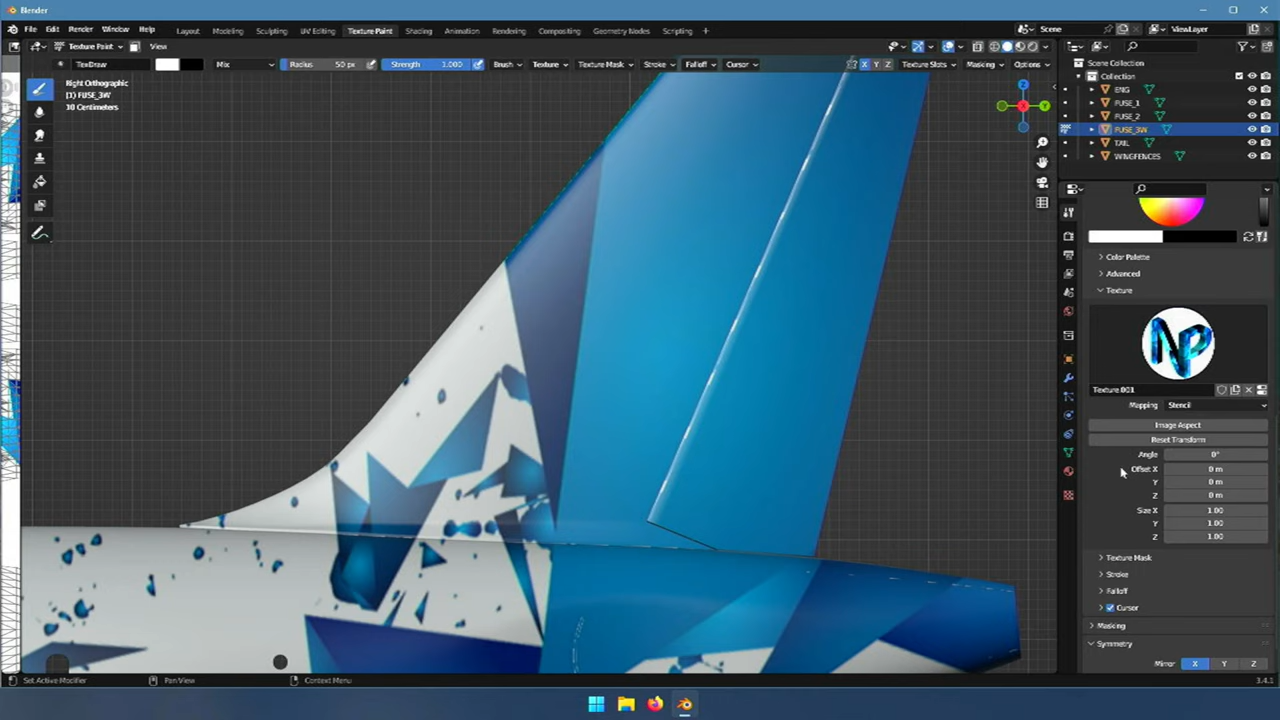 Blender
File Edit Render Window Help Layout Modeling Sculpting UV Editing Texture Paint Shading Animation Compositing Rendering Geometry Nodes Scripting Scene ViewLayer
Texture Paint View
TexDraw Mix Radius 50 px Strength 1.000 Brush Texture Texture Mask Stroke Falloff Cursor X Y Z Texture Slots Masking Options
Right Orthographic
(1) FUSE_3W
10 Centimeters
Z
X
Y
Scene Collection
Collection
ENG
FUSE_1
FUSE_2
FUSE_3W
TAIL
WINGFENCES
Color Palette
Advanced
Texture
NP
Texture.001
Mapping Stencil
Image Aspect
Reset Transform
Angle 0°
Offset X 0 m
Y 0 m
Z 0 m
Size X 1.00
Y 1.00
Z 1.00
Texture Mask
Stroke
Falloff
Cursor
Masking
Symmetry
Mirror X Y Z
Set Active Modifier Pan View Context Menu 3.4.1